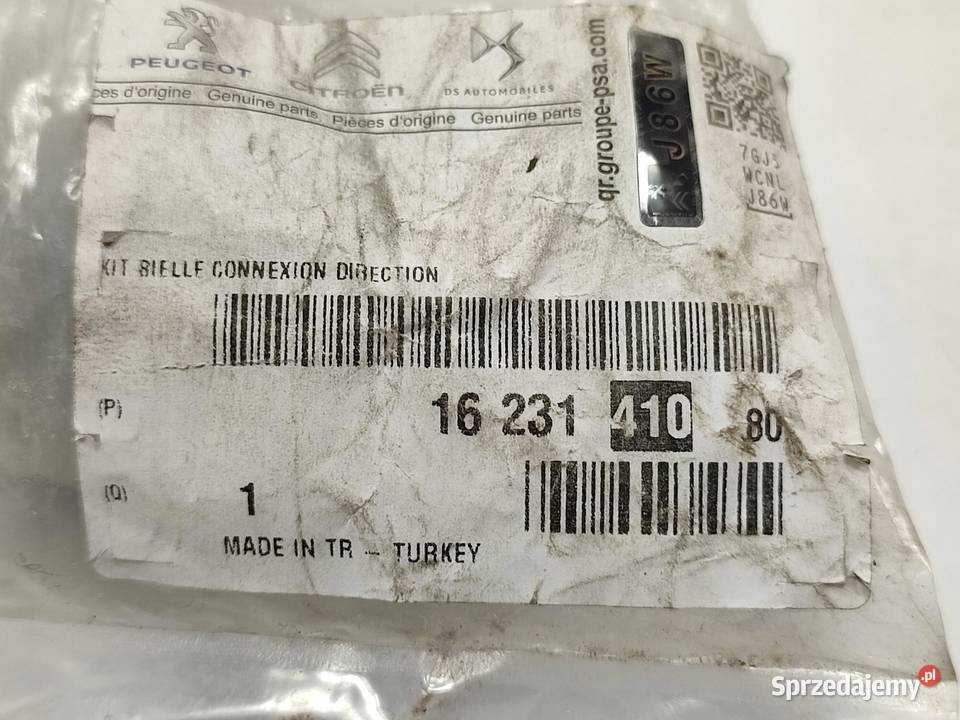 PEUGEOT
CITROËN
DS AUTOMOBILES
ces d'origine Genuine parts Pièces d'origine Genuine parts
qr.groupe-psa.com
J86W
7GJ5
WCNL
J86W
KIT BIELLE CONNEXION DIRECTION
(P) 16 231 410 80
(Q) 1
MADE IN TR - TURKEY
Sprzedajemy.pl